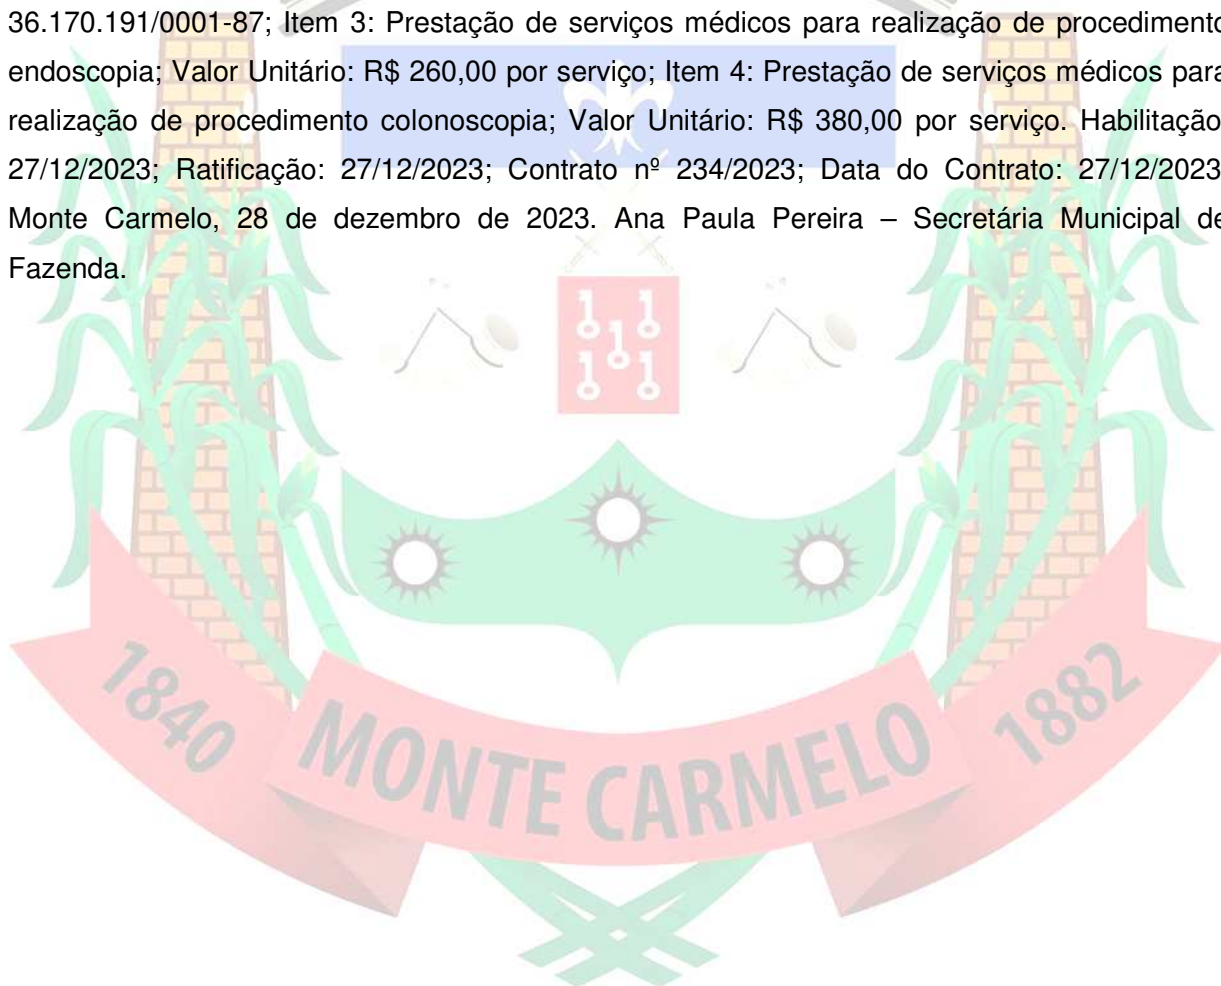 36.170.191/0001-87; Item 3: Prestação de serviços médicos para realização de procedimento
endoscopia; Valor Unitário: R$ 260,00 por serviço; Item 4: Prestação de serviços médicos para
realização de procedimento colonoscopia; Valor Unitário: R$ 380,00 por serviço. Habilitação
27/12/2023; Ratificação: 27/12/2023; Contrato nº 234/2023; Data do Contrato: 27/12/2023
Monte Carmelo, 28 de dezembro de 2023. Ana Paula Pereira – Secretária Municipal de
Fazenda.
1840 MONTE CARMELO 1882